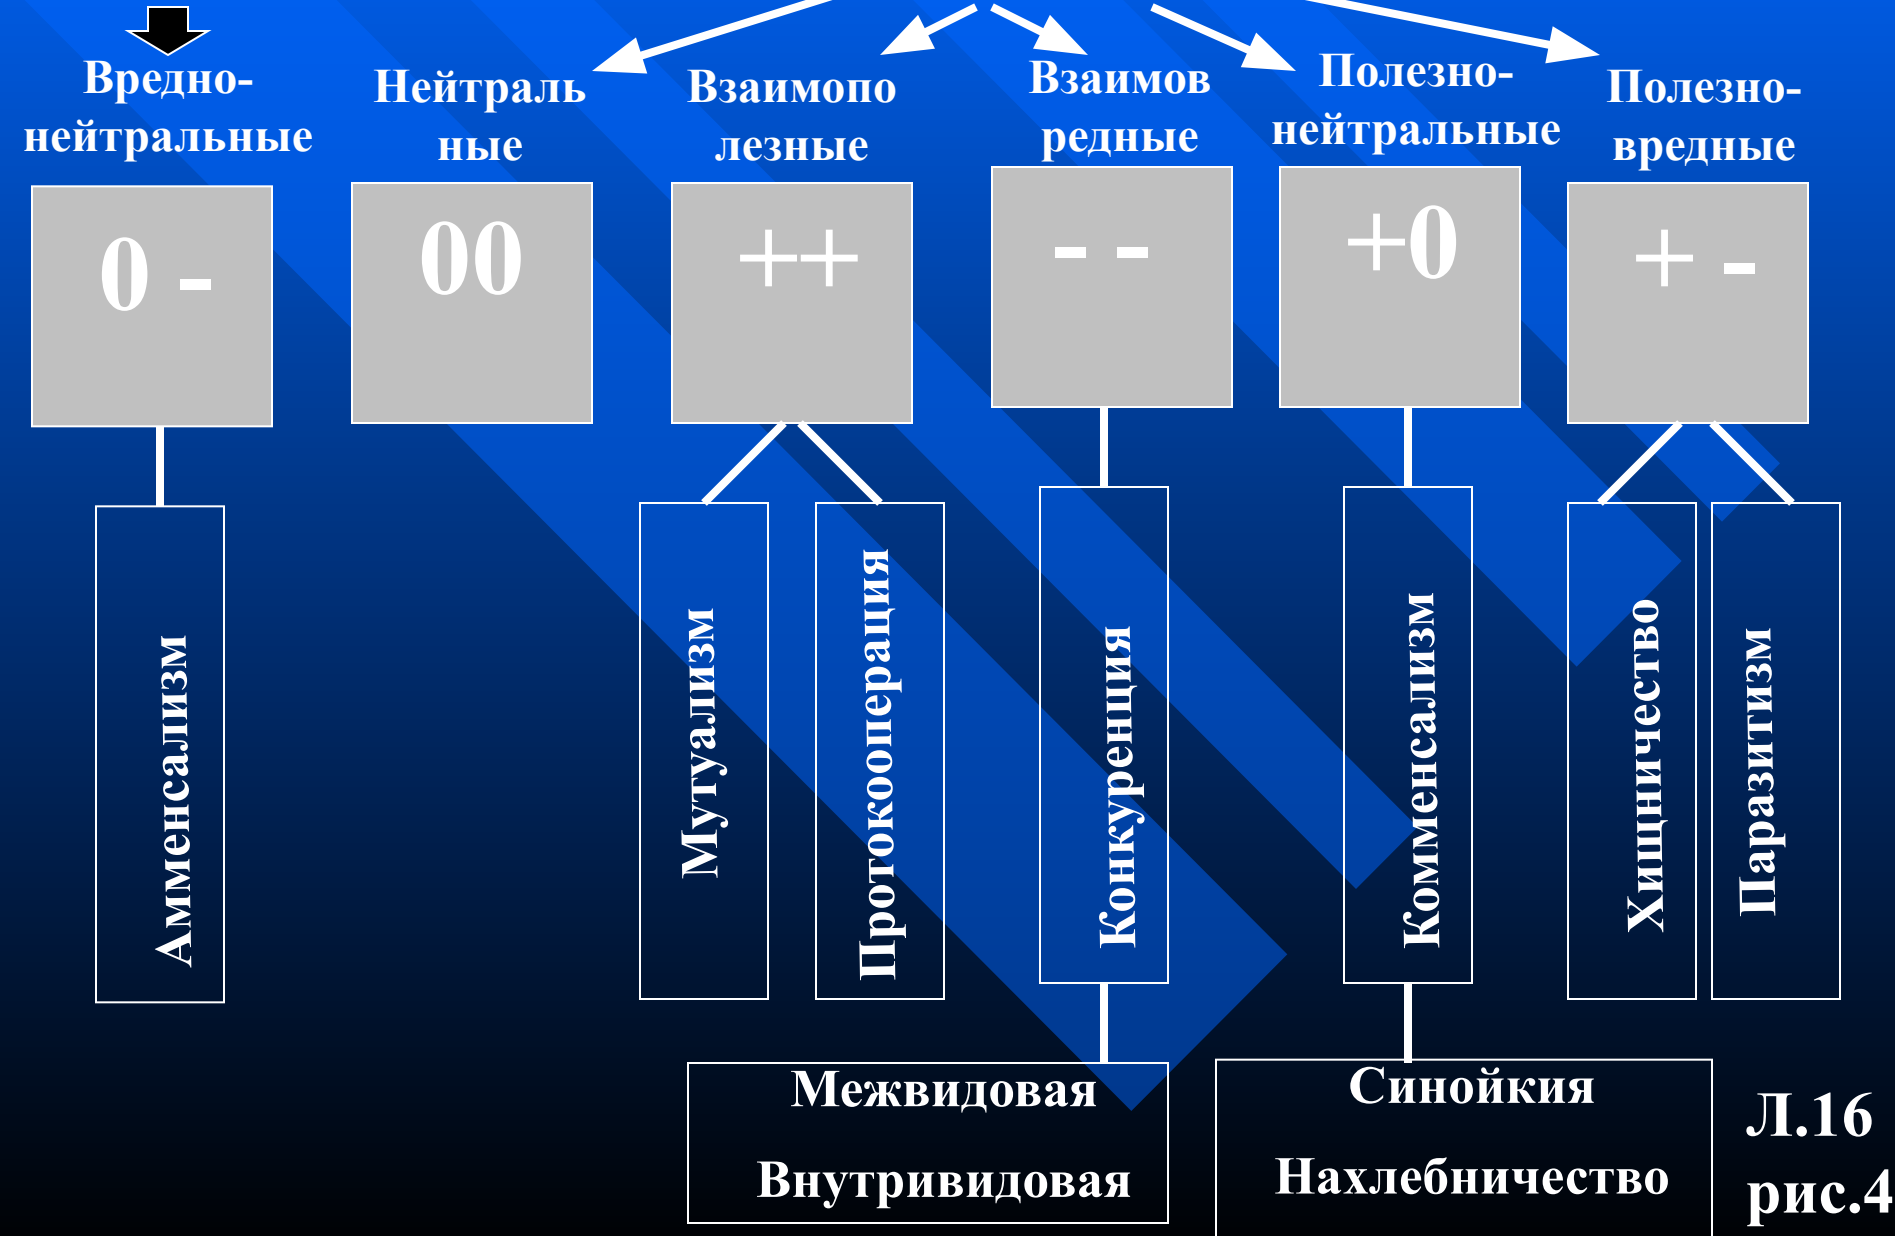 Вредно-
нейтральные
Нейтраль
ные
Взаимопо
лезные
Взаимов
редные
Полезно-
нейтральные
Полезно-
вредные
0 -
00
++
- -
+0
+ -
Амменсализм
Мутуализм
Протокооперация
Конкуренция
Комменсализм
Хищничество
Паразитизм
Межвидовая
Внутривидовая
Синойкия
Нахлебничество
Л.16
рис.4